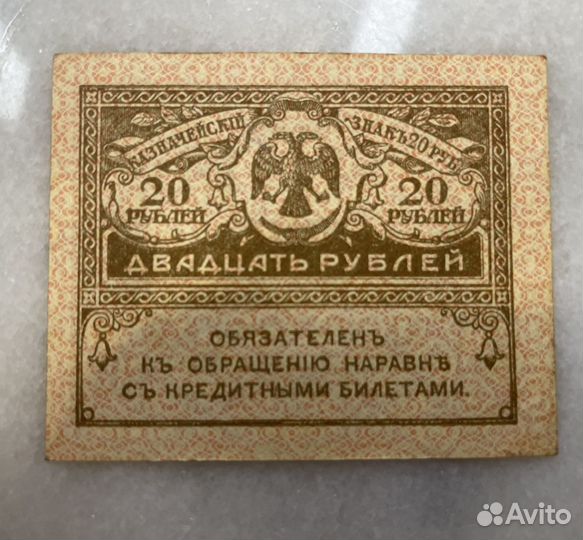 КАЗНАЧЕЙСКІЙ ЗНАКЪ 20 РУБ.
20 РУБЛЕЙ
20 РУБЛЕЙ
ДВАДЦАТЬ РУБЛЕЙ
ОБЯЗАТЕЛЕНЪ
КЪ ОБРАЩЕНІЮ НАРАВНѢ
СЪ КРЕДИТНЫМИ БИЛЕТАМИ.
Avito